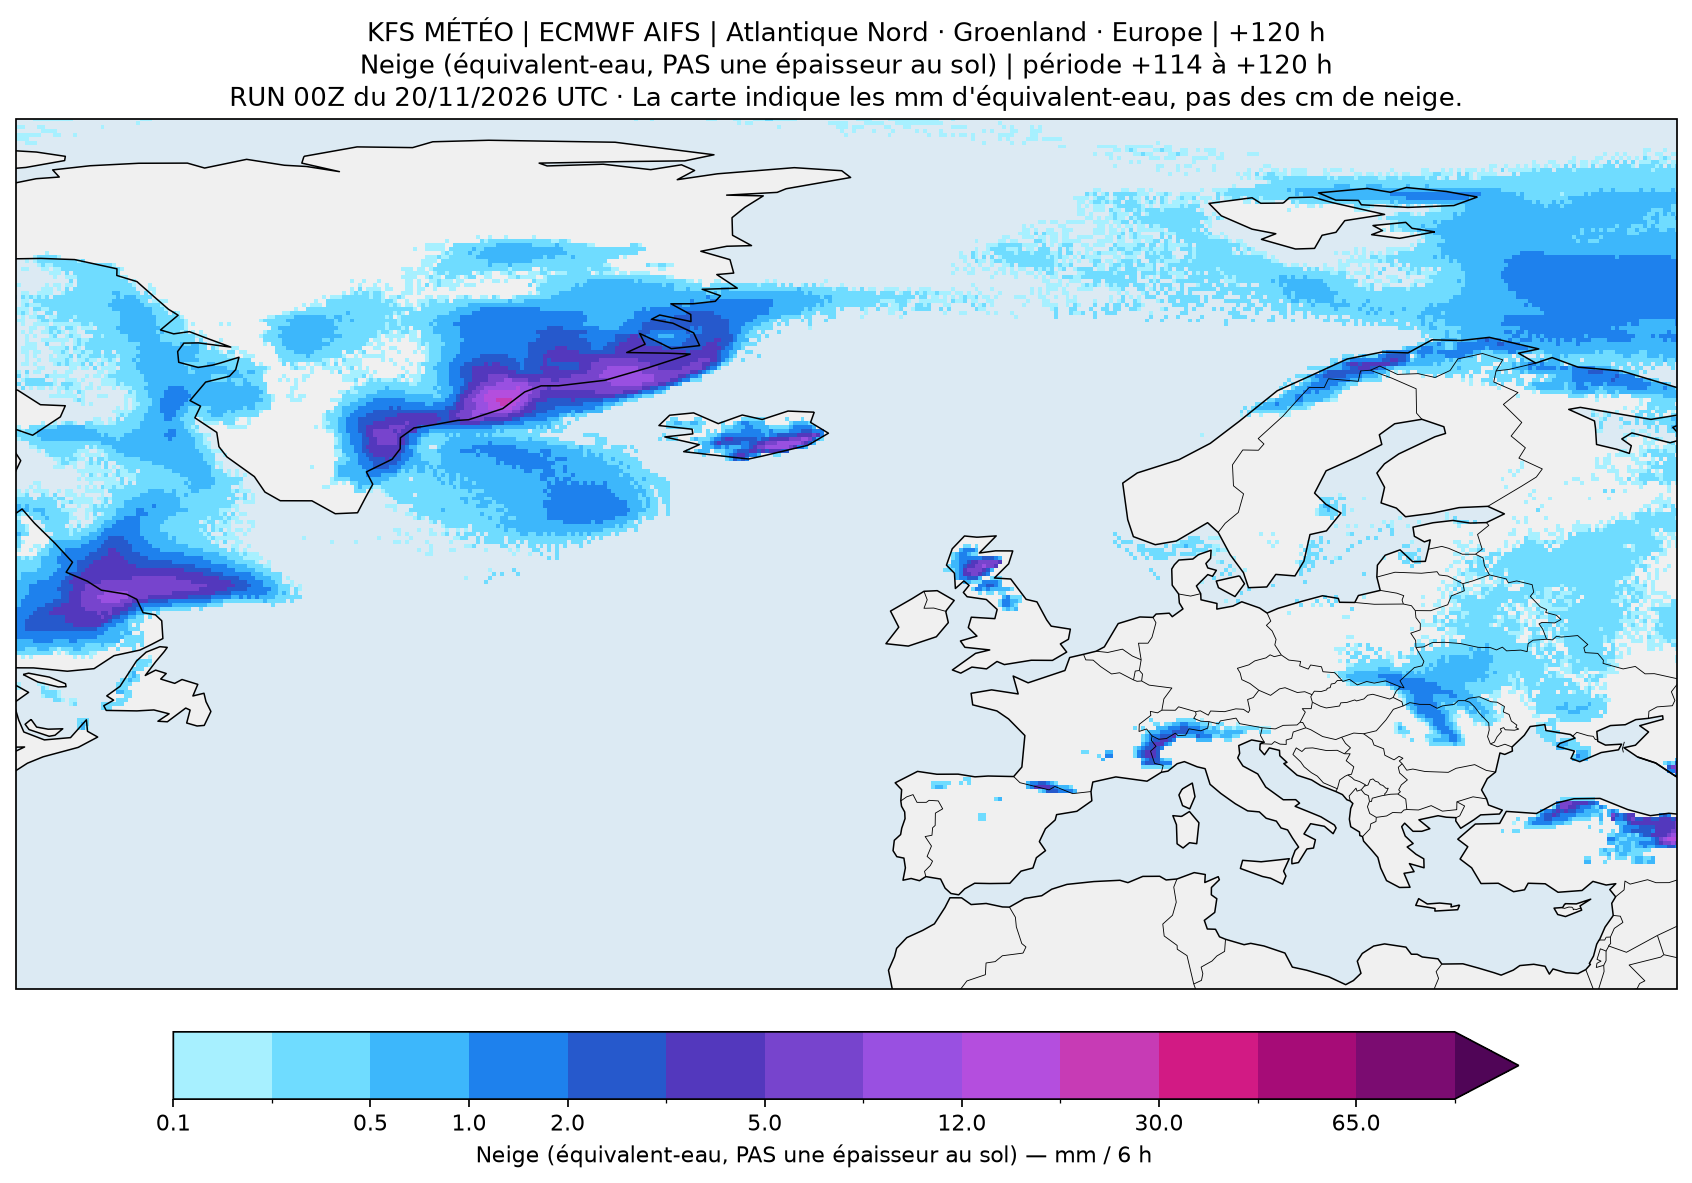 KFS MÉTÉO | ECMWF AIFS | Atlantique Nord · Groenland · Europe | +120 h
Neige (équivalent-eau, PAS une épaisseur au sol) | période +114 à +120 h
RUN 00Z du 20/11/2026 UTC · La carte indique les mm d'équivalent-eau, pas des cm de neige.
0.1 0.5 1.0 2.0 5.0 12.0 30.0 65.0
Neige (équivalent-eau, PAS une épaisseur au sol) — mm / 6 h